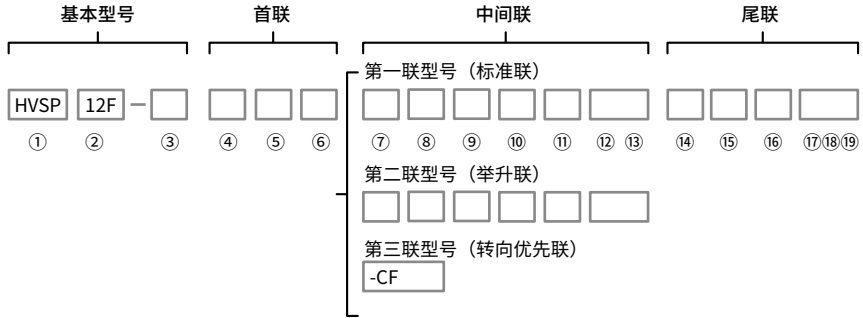 基本型号 首联 中间联 尾联
第一联型号（标准联）
HVSP 12F –
① ② ③ ④ ⑤ ⑥ ⑦ ⑧ ⑨ ⑩ ⑪ ⑫ ⑬ ⑭ ⑮ ⑯ ⑰⑱⑲
第二联型号（举升联）
第三联型号（转向优先联）
-CF